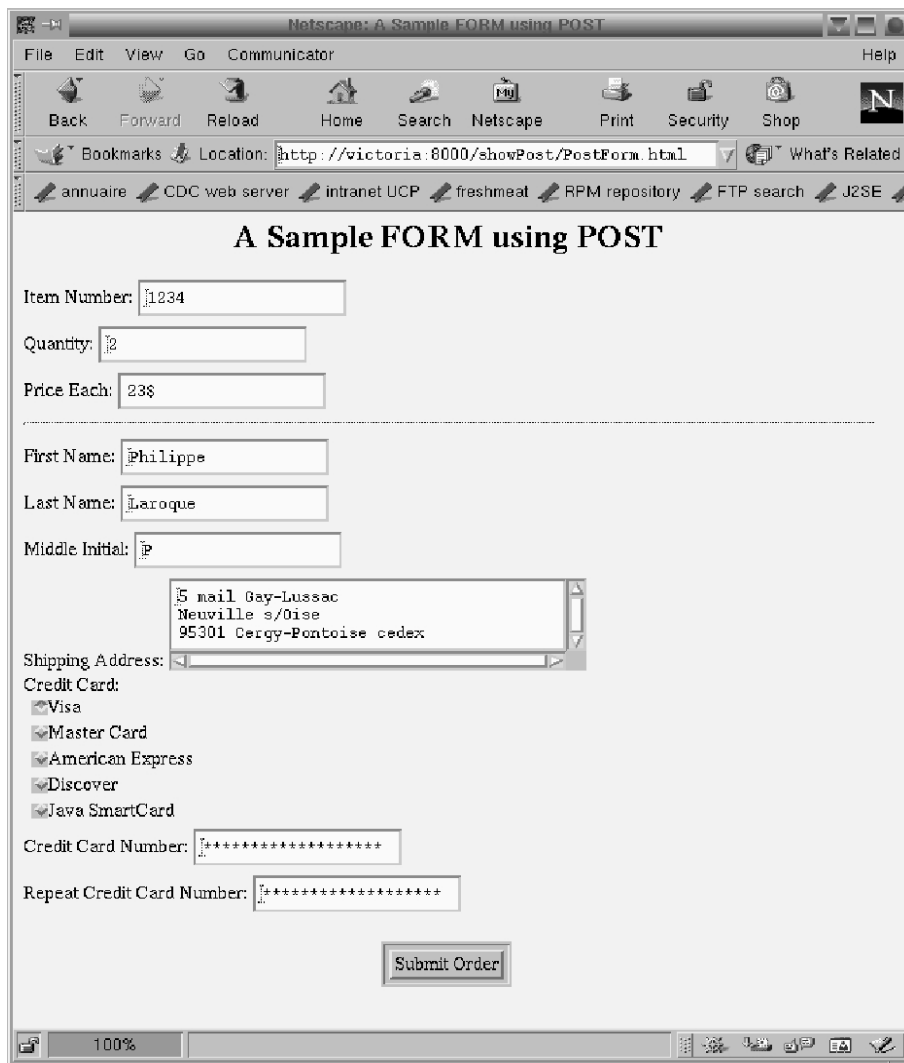 Netscape: A Sample FORM using POST
File Edit View Go Communicator Help
Back Forward Reload Home Search Netscape Print Security Shop
My
N
Bookmarks Location: http://victoria:8000/showPost/PostForm.html What's Related
annuaire CDC web server intranet UCP freshmeat RPM repository FTP search J2SE
A Sample FORM using POST
Item Number: 1234
Quantity: 2
Price Each: 23$
First Name: Philippe
Last Name: Laroque
Middle Initial: P
5 mail Gay-Lussac
Neuville s/Oise
95301 Cergy-Pontoise cedex
Shipping Address:
Credit Card:
Visa
Master Card
American Express
Discover
Java SmartCard
Credit Card Number: *******************
Repeat Credit Card Number: *******************
Submit Order
100%